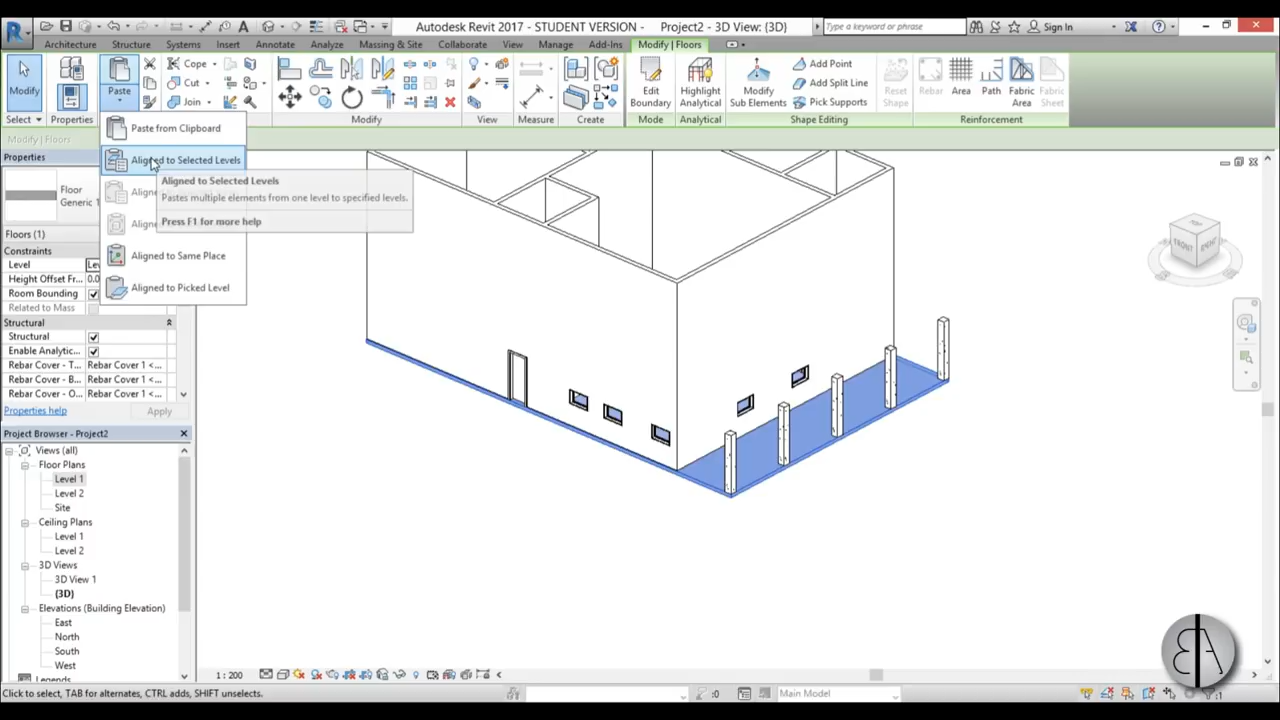 Autodesk Revit 2017 - STUDENT VERSION - Project2 - 3D View: {3D}
Type a keyword or phrase
Sign In
Architecture Structure Systems Insert Annotate Analyze Massing & Site Collaborate View Manage Add-Ins Modify | Floors
Modify
Paste
Cope
Cut
Join
Edit
Boundary
Highlight
Analytical
Modify
Sub Elements
Add Point
Add Split Line
Pick Supports
Reset
Shape
Rebar
Area
Path
Fabric
Area
Fabric
Sheet
Select Properties Modify View Measure Create Mode Analytical Shape Editing Reinforcement
Modify | Floors
Paste from Clipboard
Aligned to Selected Levels
Aligned to Selected Levels
Pastes multiple elements from one level to specified levels.
Press F1 for more help
Aligned to Same Place
Aligned to Picked Level
Properties
Floor
Generic
Floors (1)
Constraints
Level
Height Offset Fr... 0.0
Room Bounding
Related to Mass
Structural
Structural
Enable Analytic...
Rebar Cover - T... Rebar Cover 1 <...
Rebar Cover - B... Rebar Cover 1 <...
Rebar Cover - O... Rebar Cover 1 <...
Properties help Apply
Project Browser - Project2
Views (all)
Floor Plans
Level 1
Level 2
Site
Ceiling Plans
Level 1
Level 2
3D Views
3D View 1
{3D}
Elevations (Building Elevation)
East
North
South
West
Legends
TOP
FRONT
RIGHT
1 : 200
Click to select, TAB for alternates, CTRL adds, SHIFT unselects.
:0
Main Model
:1